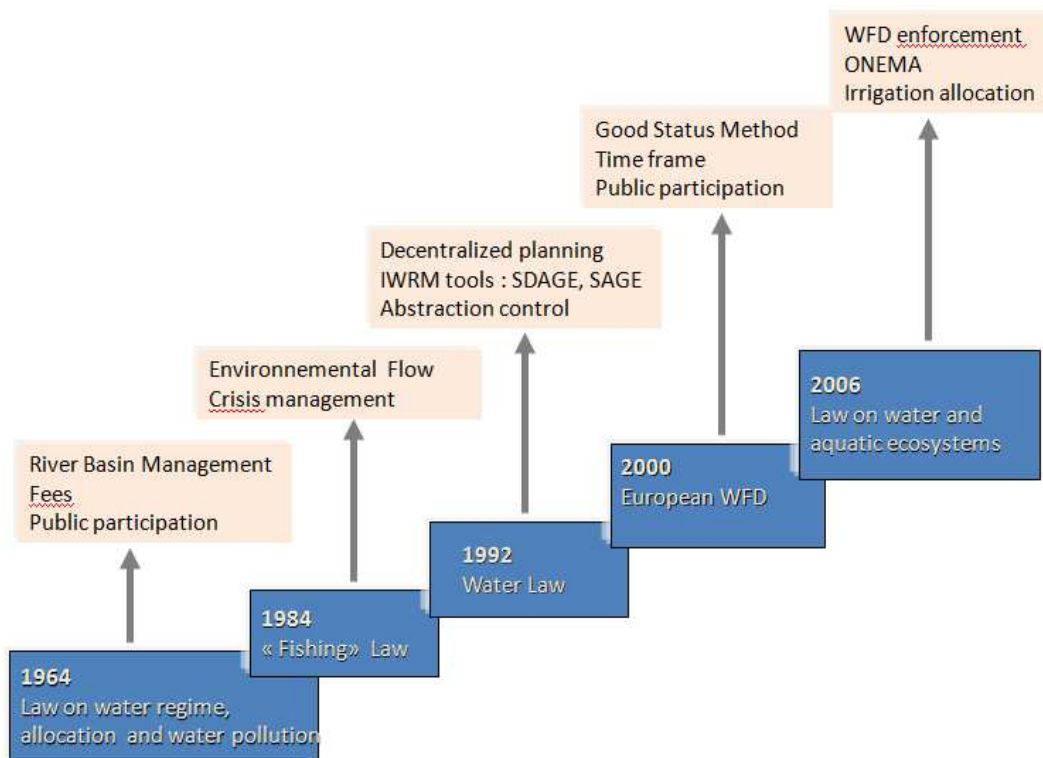 WFD enforcement
ONEMA
Irrigation allocation
Good Status Method
Time frame
Public participation
Decentralized planning
IWRM tools : SDAGE, SAGE
Abstraction control
Environnemental Flow
Crisis management
River Basin Management
Fees
Public participation
2006
Law on water and
aquatic ecosystems
2000
European WFD
1992
Water Law
1984
« Fishing» Law
1964
Law on water regime,
allocation and water pollution